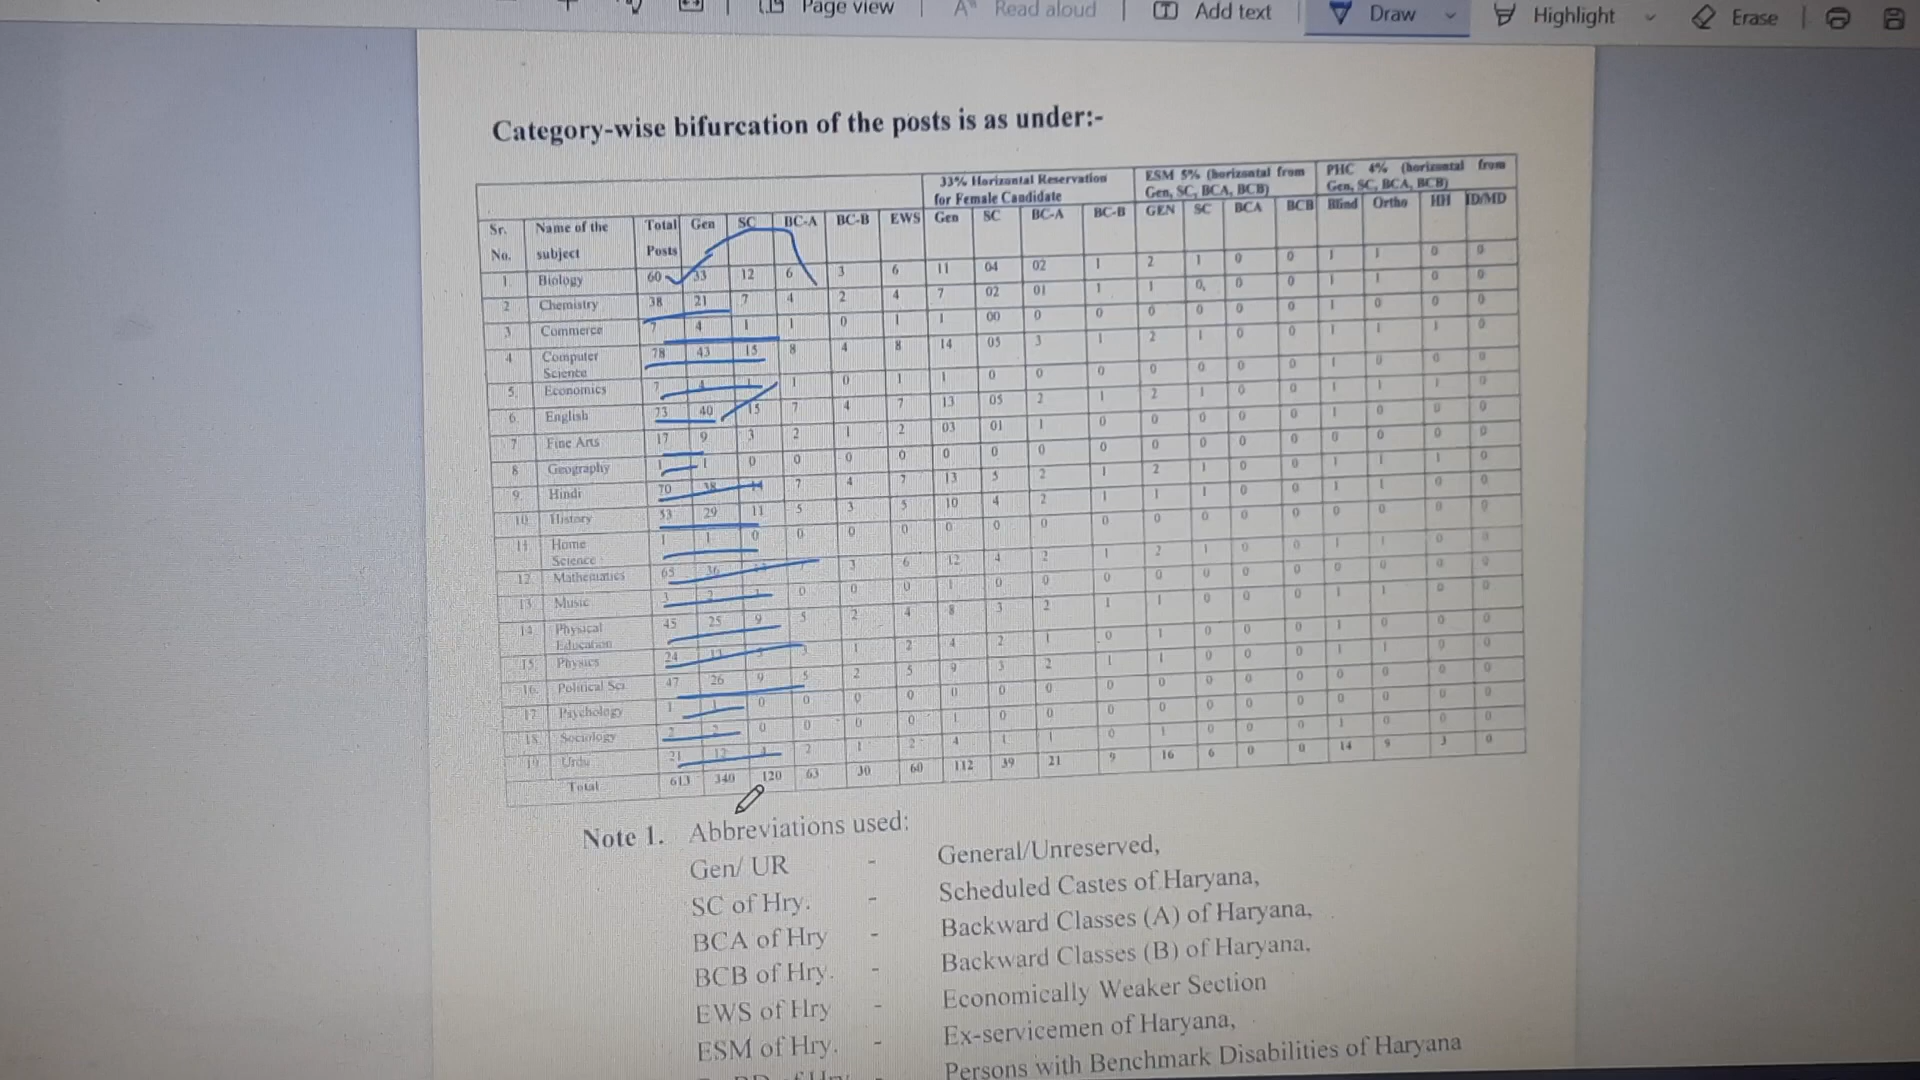 Page view Read aloud Add text Draw Highlight Erase
Category-wise bifurcation of the posts is as under:-
33% Horizontal Reservation for Female Candidate ESM 5% (horizontal from Gen, SC, BCA, BCB) PHC 4% (horizontal from Gen, SC, BCA, BCB)
Sr. No. Name of the subject Total Posts Gen SC BC-A BC-B EWS Gen SC BC-A BC-B GEN SC BCA BCB Blind Ortho HH ID/MD
1. Biology 60 33 12 6 3 6 11 04 02 1 2 1 0 0 1 1 0 0
2 Chemistry 38 21 7 4 2 4 7 02 01 1 1 0, 0 0 1 1 0 0
3 Commerce 7 4 1 1 0 1 1 00 0 0 0 0 0 0 1 0 0 0
4 Computer Science 78 43 15 8 4 8 14 05 3 1 2 1 0 0 1 1 1 0
5. Economics 7 1 0 1 1 0 0 0 0 0 0 0 1 0 0 0
6. English 73 40 15 7 4 7 13 05 2 1 2 1 0 0 1 1 1 0
7 Fine Arts 17 9 3 2 1 2 03 01 1 0 0 0 0 0 1 0 0 0
8 Geography 1 1 0 0 0 0 0 0 0 0 0 0 0 0 0 0 0 0
9. Hindi 70 38 14 7 4 7 13 5 2 1 2 1 0 0 1 1 1 0
10. History 53 29 11 5 3 5 10 4 2 1 1 1 0 0 1 1 0 0
11 Home Science 1 1 0 0 0 0 0 0 0 0 0 0 0 0 0 0 0 0
12. Mathematics 65 36 3 6 12 4 2 1 2 1 0 0 1 1 0 0
13 Music 3 2 1 0 0 0 1 0 0 0 0 0 0 0 0 0 0 0
14 Physical Education 45 25 9 5 2 4 8 3 2 1 1 0 0 0 1 1 0 0
15. Physics 24 13 3 1 2 4 2 1 0 1 0 0 0 1 0 0 0
16. Political Sci. 47 26 9 5 2 5 9 3 2 1 1 0 0 0 1 1 0 0
17 Psychology 1 1 0 0 0 0 0 0 0 0 0 0 0 0 0 0 0 0
18. Sociology 2 2 0 0 0 0 1 0 0 0 0 0 0 0 0 0 0 0
19. Urdu 21 12 4 2 1 2 4 1 1 0 1 0 0 0 1 0 0 0
Total 613 340 120 63 30 60 112 39 21 9 16 6 0 0 14 9 3 0
Note 1. Abbreviations used:
Gen/ UR - General/Unreserved,
SC of Hry. - Scheduled Castes of Haryana,
BCA of Hry - Backward Classes (A) of Haryana,
BCB of Hry. - Backward Classes (B) of Haryana,
EWS of Hry - Economically Weaker Section
ESM of Hry. - Ex-servicemen of Haryana,
Persons with Benchmark Disabilities of Haryana